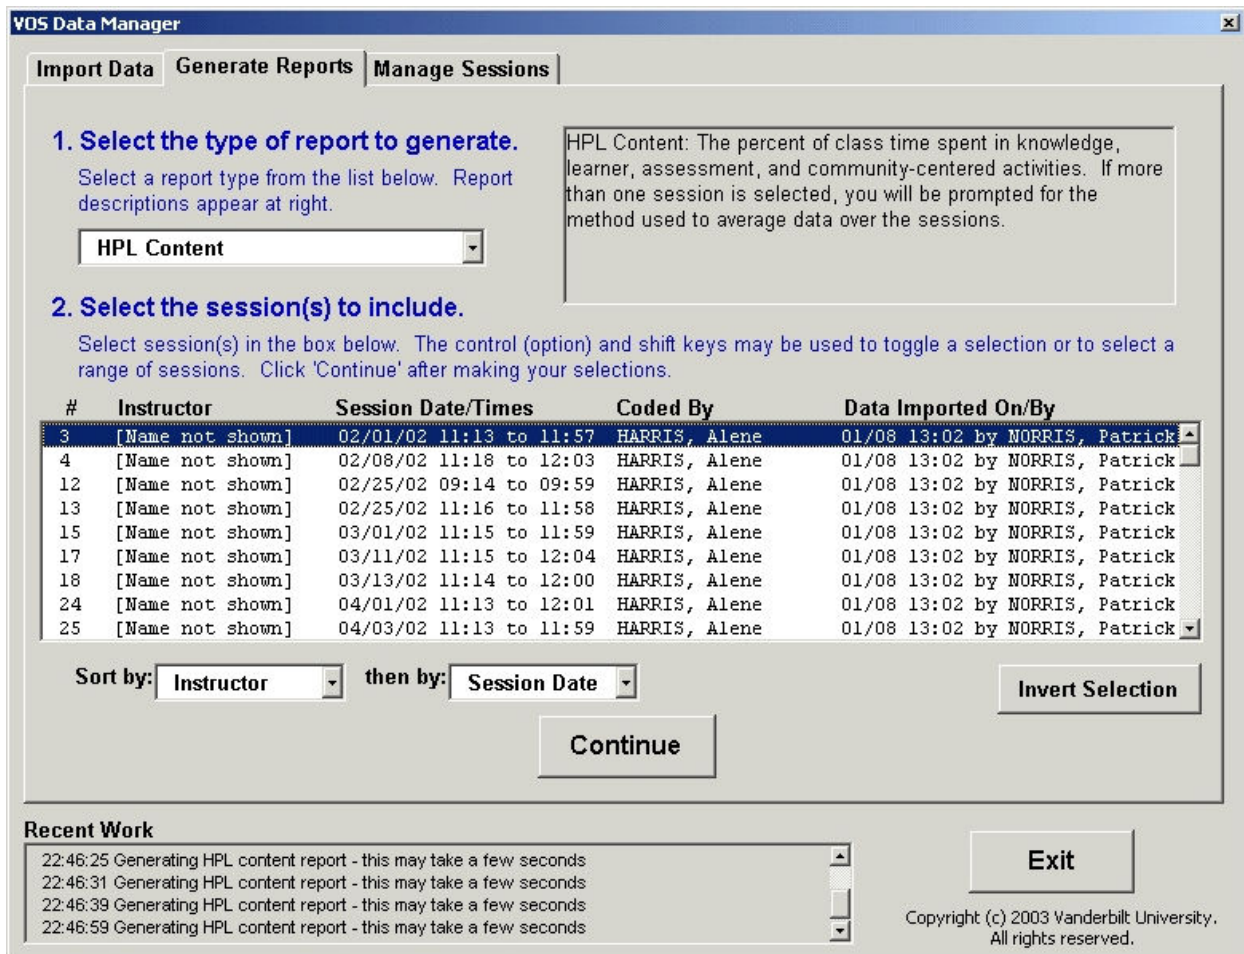 VOS Data Manager
Import Data Generate Reports Manage Sessions
1. Select the type of report to generate.
Select a report type from the list below. Report
descriptions appear at right.
HPL Content
HPL Content: The percent of class time spent in knowledge,
learner, assessment, and community-centered activities. If more
than one session is selected, you will be prompted for the
method used to average data over the sessions.
2. Select the session(s) to include.
Select session(s) in the box below. The control (option) and shift keys may be used to toggle a selection or to select a
range of sessions. Click 'Continue' after making your selections.
# Instructor Session Date/Times Coded By Data Imported On/By
3 [Name not shown] 02/01/02 11:13 to 11:57 HARRIS, Alene 01/08 13:02 by NORRIS, Patrick
4 [Name not shown] 02/08/02 11:18 to 12:03 HARRIS, Alene 01/08 13:02 by NORRIS, Patrick
12 [Name not shown] 02/25/02 09:14 to 09:59 HARRIS, Alene 01/08 13:02 by NORRIS, Patrick
13 [Name not shown] 02/25/02 11:16 to 11:58 HARRIS, Alene 01/08 13:02 by NORRIS, Patrick
15 [Name not shown] 03/01/02 11:15 to 11:59 HARRIS, Alene 01/08 13:02 by NORRIS, Patrick
17 [Name not shown] 03/11/02 11:15 to 12:04 HARRIS, Alene 01/08 13:02 by NORRIS, Patrick
18 [Name not shown] 03/13/02 11:14 to 12:00 HARRIS, Alene 01/08 13:02 by NORRIS, Patrick
24 [Name not shown] 04/01/02 11:13 to 12:01 HARRIS, Alene 01/08 13:02 by NORRIS, Patrick
25 [Name not shown] 04/03/02 11:13 to 11:59 HARRIS, Alene 01/08 13:02 by NORRIS, Patrick
Sort by: Instructor then by: Session Date
Invert Selection
Continue
Recent Work
22:46:25 Generating HPL content report - this may take a few seconds
22:46:31 Generating HPL content report - this may take a few seconds
22:46:39 Generating HPL content report - this may take a few seconds
22:46:59 Generating HPL content report - this may take a few seconds
Exit
Copyright (c) 2003 Vanderbilt University.
All rights reserved.